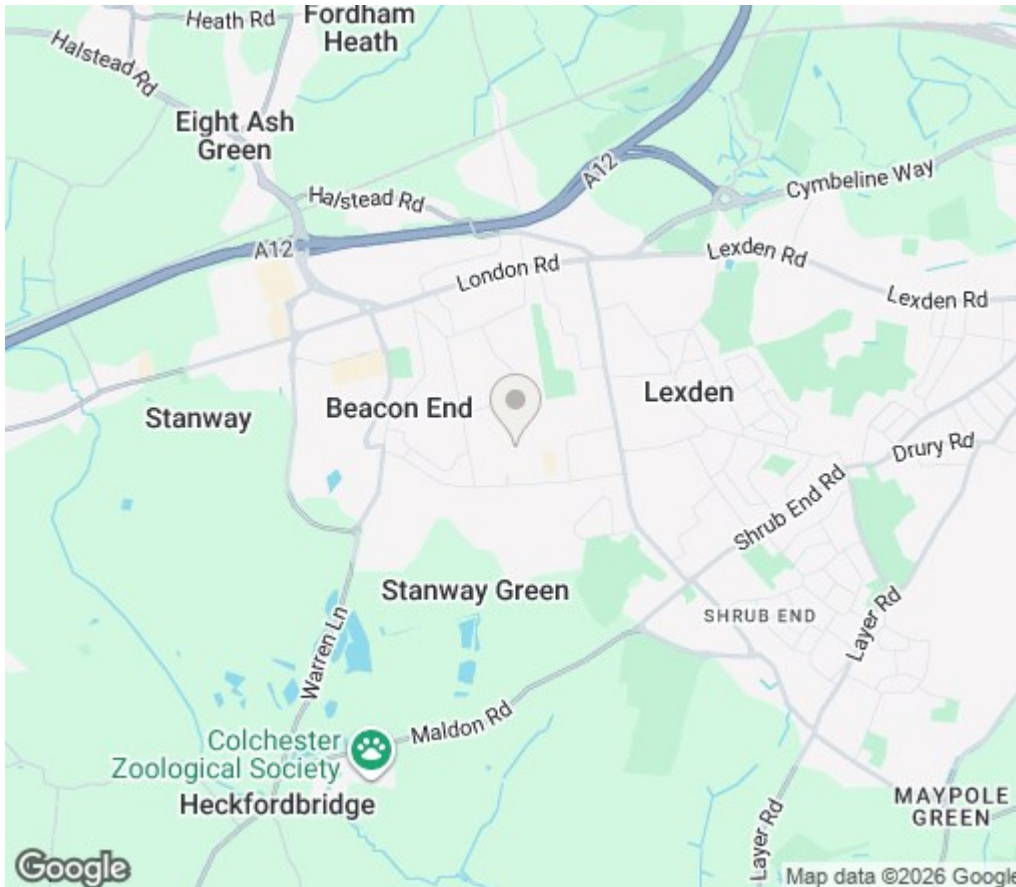 Heath Rd
Fordham
Heath
Halstead Rd
Eight Ash
Green
Halstead Rd
A12
Cymbeline Way
A12
London Rd
Lexden Rd
Lexden Rd
Stanway
Beacon End
Lexden
Drury Rd
Shrub End Rd
Stanway Green
SHRUB END
Layer Rd
Warren Ln
Maldon Rd
Colchester
Zoological Society
Heckfordbridge
MAYPOLE
GREEN
Layer Rd
Google
Map data ©2026 Google